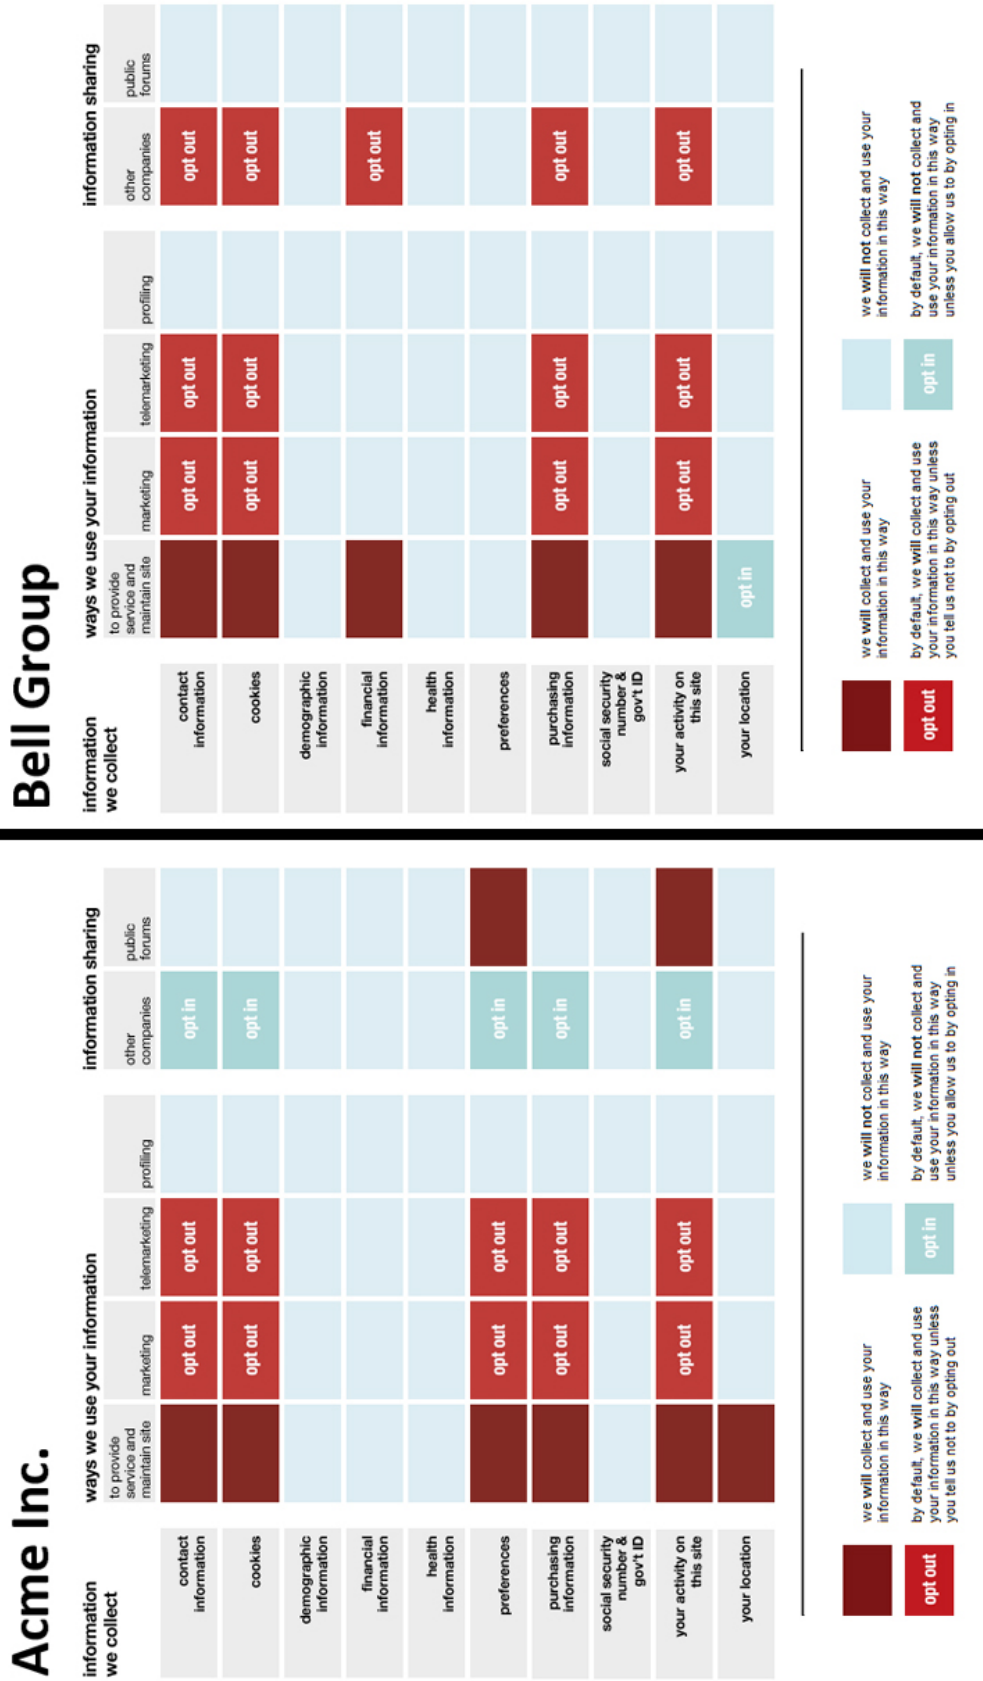 Acme Inc.
information
we collect
ways we use your information
information sharing
to provide
service and
maintain site
marketing
telemarketing
profiling
other
companies
public
forums
contact
information
opt out
opt out
opt in
cookies
opt out
opt out
opt in
demographic
information
financial
information
health
information
preferences
opt out
opt out
opt in
purchasing
information
opt out
opt out
opt in
social security
number &
gov't ID
your activity on
this site
opt out
opt out
opt in
your location
we will collect and use your
information in this way
we will not collect and use your
information in this way
opt out
by default, we will collect and use
your information in this way unless
you tell us not to by opting out
opt in
by default, we will not collect and
use your information in this way
unless you allow us to by opting in
Bell Group
information
we collect
ways we use your information
information sharing
to provide
service and
maintain site
marketing
telemarketing
profiling
other
companies
public
forums
contact
information
opt out
opt out
opt out
cookies
opt out
opt out
opt out
demographic
information
financial
information
opt out
health
information
preferences
purchasing
information
opt out
opt out
opt out
social security
number &
gov't ID
your activity on
this site
opt out
opt out
opt out
your location
opt in
we will collect and use your
information in this way
we will not collect and use your
information in this way
opt out
by default, we will collect and use
your information in this way unless
you tell us not to by opting out
opt in
by default, we will not collect and
use your information in this way
unless you allow us to by opting in